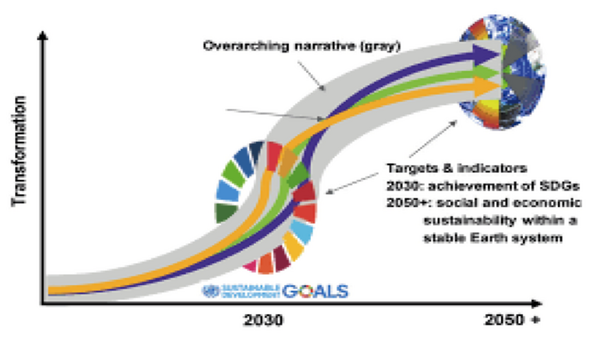 Overarching narrative (gray)
Transformation
Targets & indicators
2030: achievement of SDGs
2050+: social and economic
sustainability within a
stable Earth system
SUSTAINABLE
DEVELOPMENT
GOALS
2030
2050 +